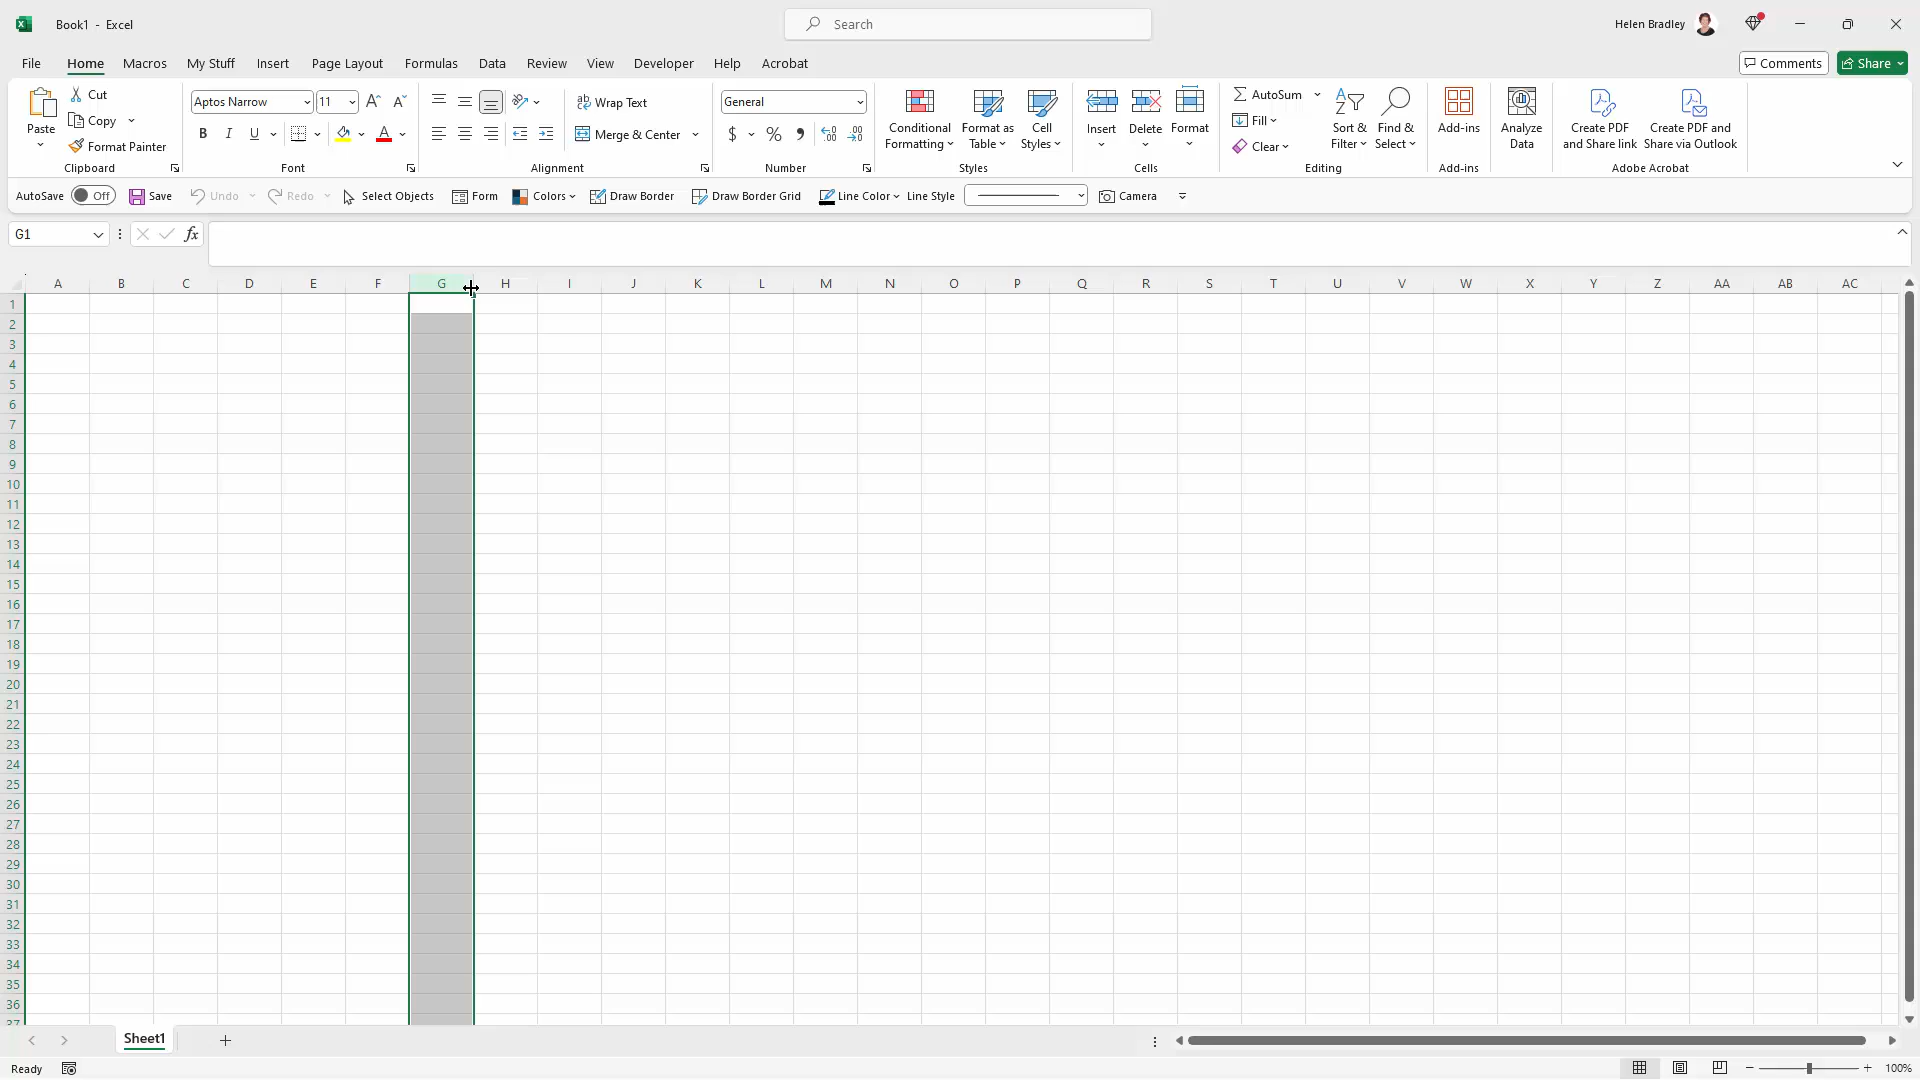 Book1 - Excel
Search
Helen Bradley
File Home Macros My Stuff Insert Page Layout Formulas Data Review View Developer Help Acrobat
Comments Share
Paste
Cut
Copy
Format Painter
Clipboard
Aptos Narrow 11
B I U
Font
Wrap Text
Merge & Center
Alignment
General
$ % ,
Number
Conditional Formatting
Format as Table
Cell Styles
Styles
Insert
Delete
Format
Cells
AutoSum
Fill
Clear
Sort & Filter
Find & Select
Editing
Add-ins
Add-ins
Analyze Data
Create PDF and Share link
Create PDF and Share via Outlook
Adobe Acrobat
AutoSave Off Save Undo Redo Select Objects Form Colors Draw Border Draw Border Grid Line Color Line Style Camera
G1 fx
A B C D E F G H I J K L M N O P Q R S T U V W X Y Z AA AB AC
1
2
3
4
5
6
7
8
9
10
11
12
13
14
15
16
17
18
19
20
21
22
23
24
25
26
27
28
29
30
31
32
33
34
35
36
37
Sheet1
Ready
100%